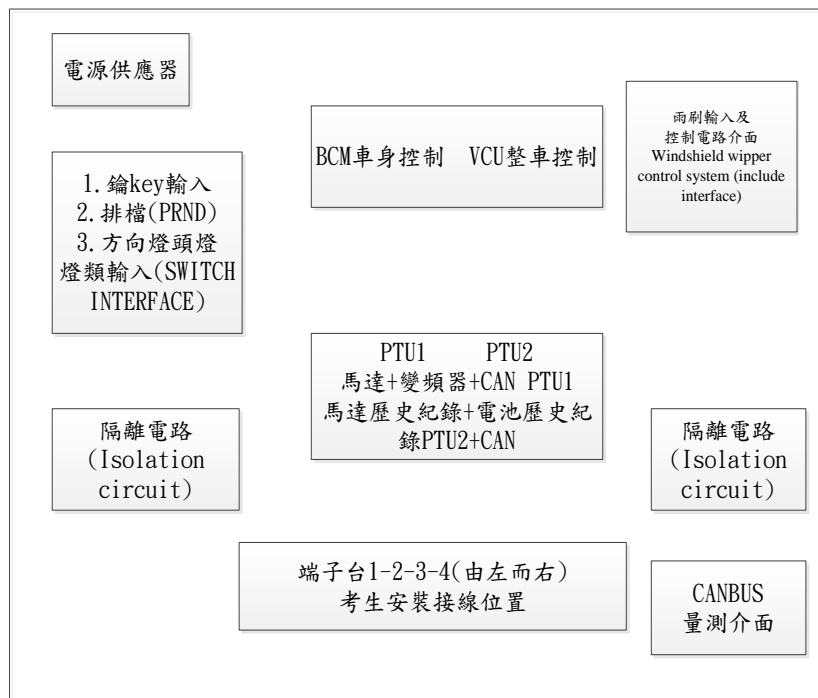 電源供應器
BCM車身控制 VCU整車控制
雨刷輸入及
控制電路介面
Windshield wipper
control system (include
interface)
1.鑰key輸入
2.排檔(PRND)
3.方向燈頭燈
燈類輸入(SWITCH
INTERFACE)
PTU1 PTU2
馬達+變頻器+CAN PTU1
馬達歷史紀錄+電池歷史紀
錄PTU2+CAN
隔離電路
(Isolation
circuit)
隔離電路
(Isolation
circuit)
端子台1-2-3-4(由左而右)
考生安裝接線位置
CANBUS
量測介面